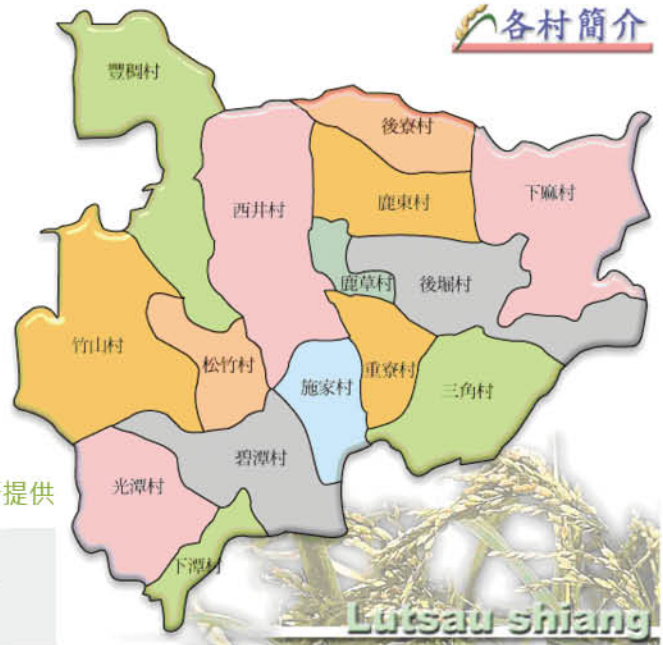 各村簡介
豐稠村
後寮村
西井村
鹿東村
下麻村
鹿草村
後堀村
竹山村
松竹村
施家村
重寮村
三角村
碧潭村
光潭村
提供
下潭村
Lutsau shiang